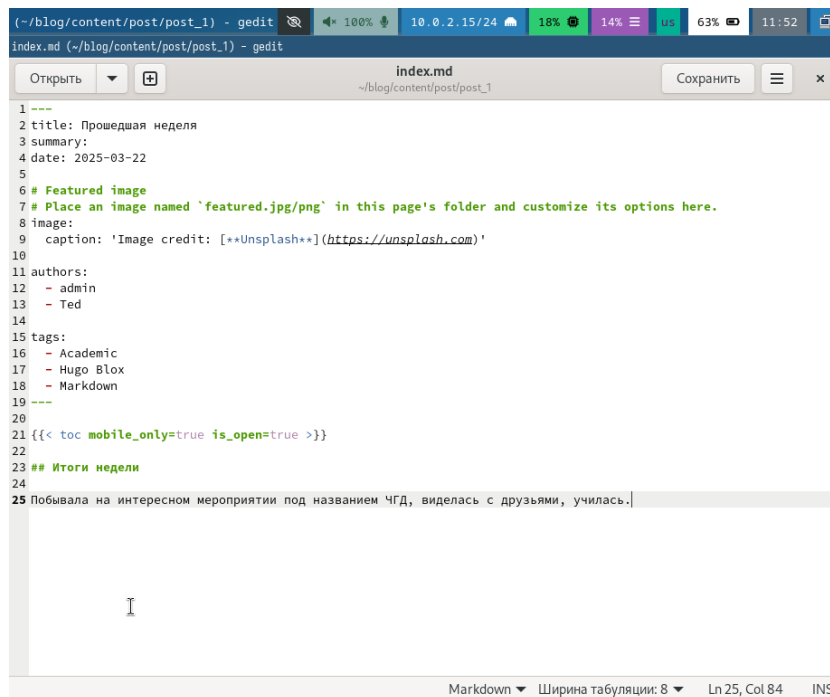 (~/blog/content/post/post_1) - gedit 100% 10.0.2.15/24 18% 14% us 63% 11:52
index.md (~/blog/content/post/post_1) - gedit
Открыть index.md Сохранить
~/blog/content/post/post_1
1 ---
2 title: Прошедшая неделя
3 summary:
4 date: 2025-03-22
5
6 # Featured image
7 # Place an image named `featured.jpg/png` in this page's folder and customize its options here.
8 image:
9   caption: 'Image credit: [**Unsplash**](https://unsplash.com)'
10
11 authors:
12   - admin
13   - Ted
14
15 tags:
16   - Academic
17   - Hugo Blox
18   - Markdown
19 ---
20
21 {{< toc mobile_only=true is_open=true >}}
22
23 ## Итоги недели
24
25 Побывала на интересном мероприятии под названием ЧГД, виделась с друзьями, училась.
Markdown Ширина табуляции: 8 Ln 25, Col 84 INS